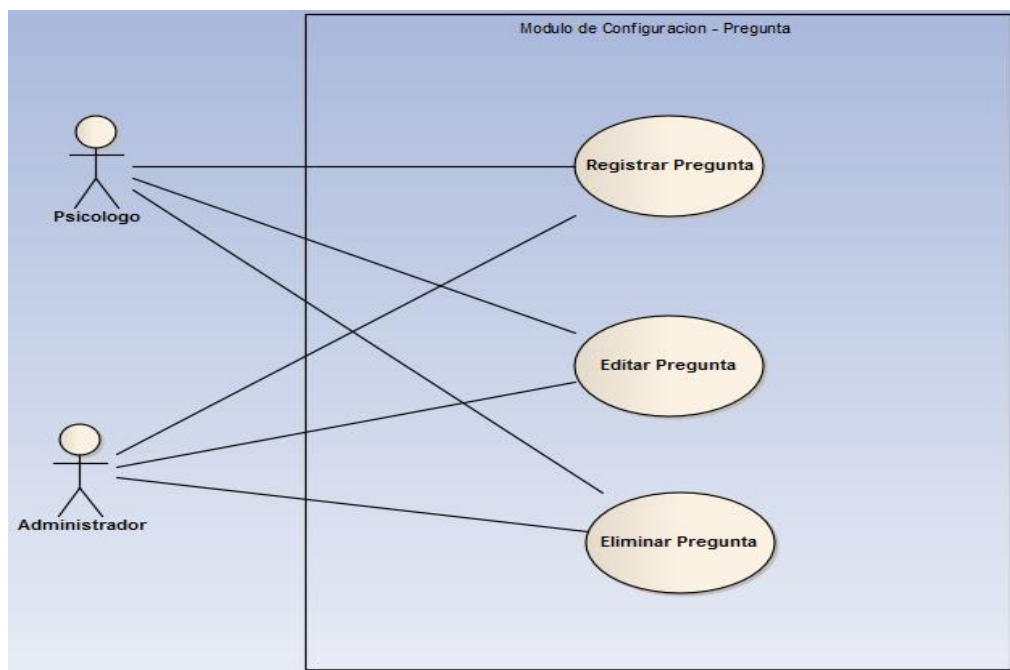 Modulo de Configuracion - Pregunta
Psicologo
Registrar Pregunta
Editar Pregunta
Administrador
Eliminar Pregunta